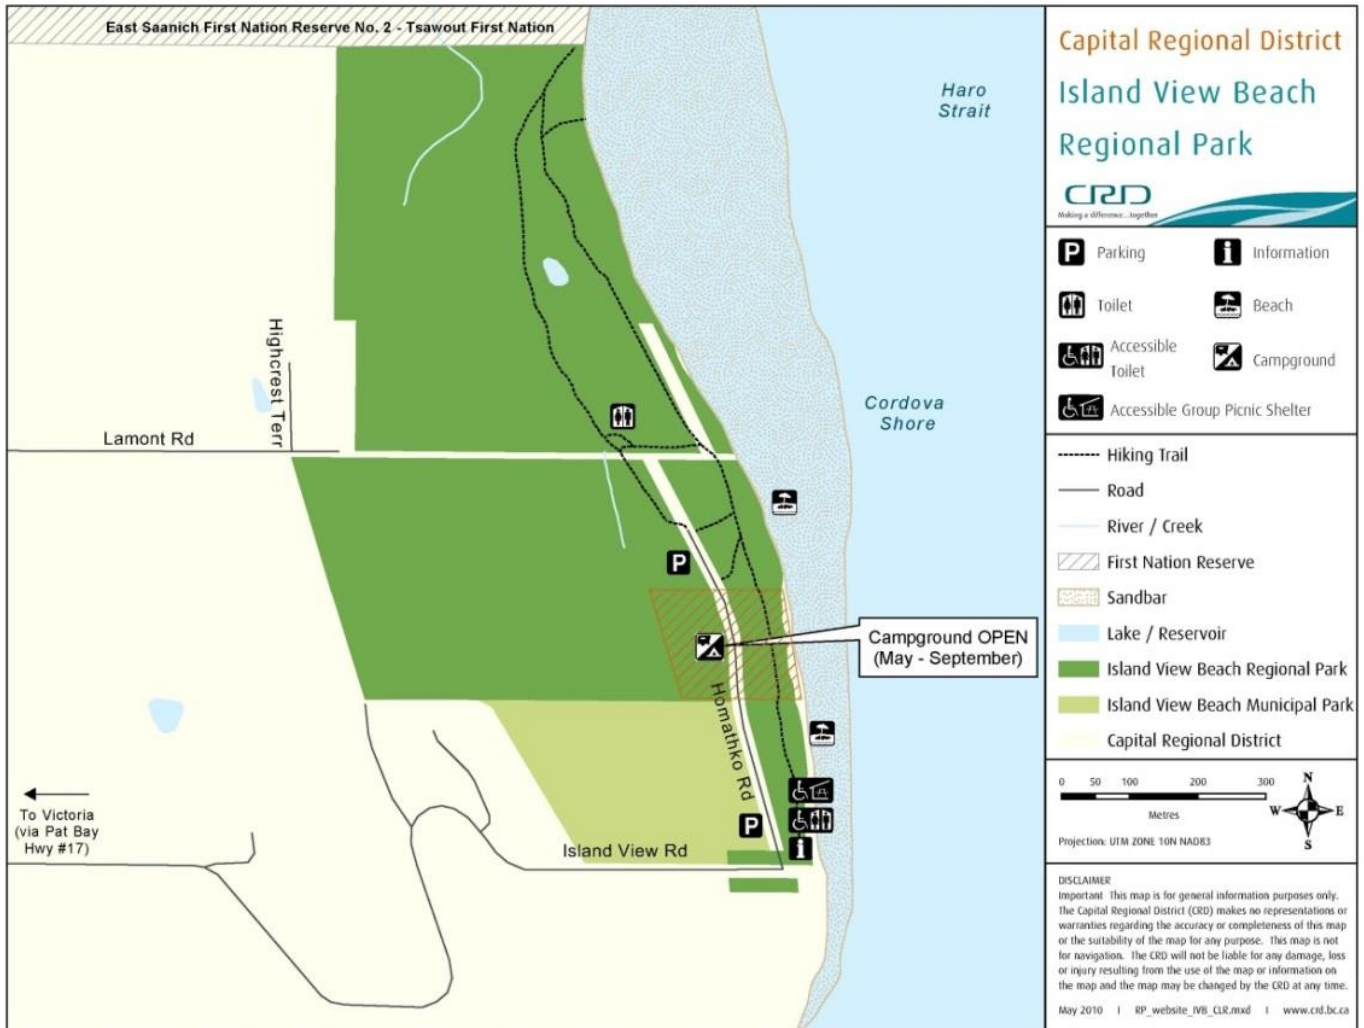 East Saanich First Nation Reserve No. 2 - Tsawout First Nation
Haro
Strait
Cordova
Shore
Highcrest Terr
Lamont Rd
Campground OPEN
(May - September)
Homathko Rd
To Victoria
(via Pat Bay
Hwy #17)
Island View Rd
P
P
i
Capital Regional District
Island View Beach
Regional Park
CRD
Making a difference...together
P Parking
i Information
Toilet
Beach
Accessible
Toilet
Campground
Accessible Group Picnic Shelter
Hiking Trail
Road
River / Creek
First Nation Reserve
Sandbar
Lake / Reservoir
Island View Beach Regional Park
Island View Beach Municipal Park
Capital Regional District
0 50 100 200 300
Metres
N
W E
S
Projection: UTM ZONE 10N NAD83
DISCLAIMER
Important This map is for general information purposes only.
The Capital Regional District (CRD) makes no representations or
warranties regarding the accuracy or completeness of this map
or the suitability of the map for any purpose. This map is not
for navigation. The CRD will not be liable for any damage, loss
or injury resulting from the use of the map or information on
the map and the map may be changed by the CRD at any time.
May 2010 | RP_website_IVB_CLR.mxd | www.crd.bc.ca